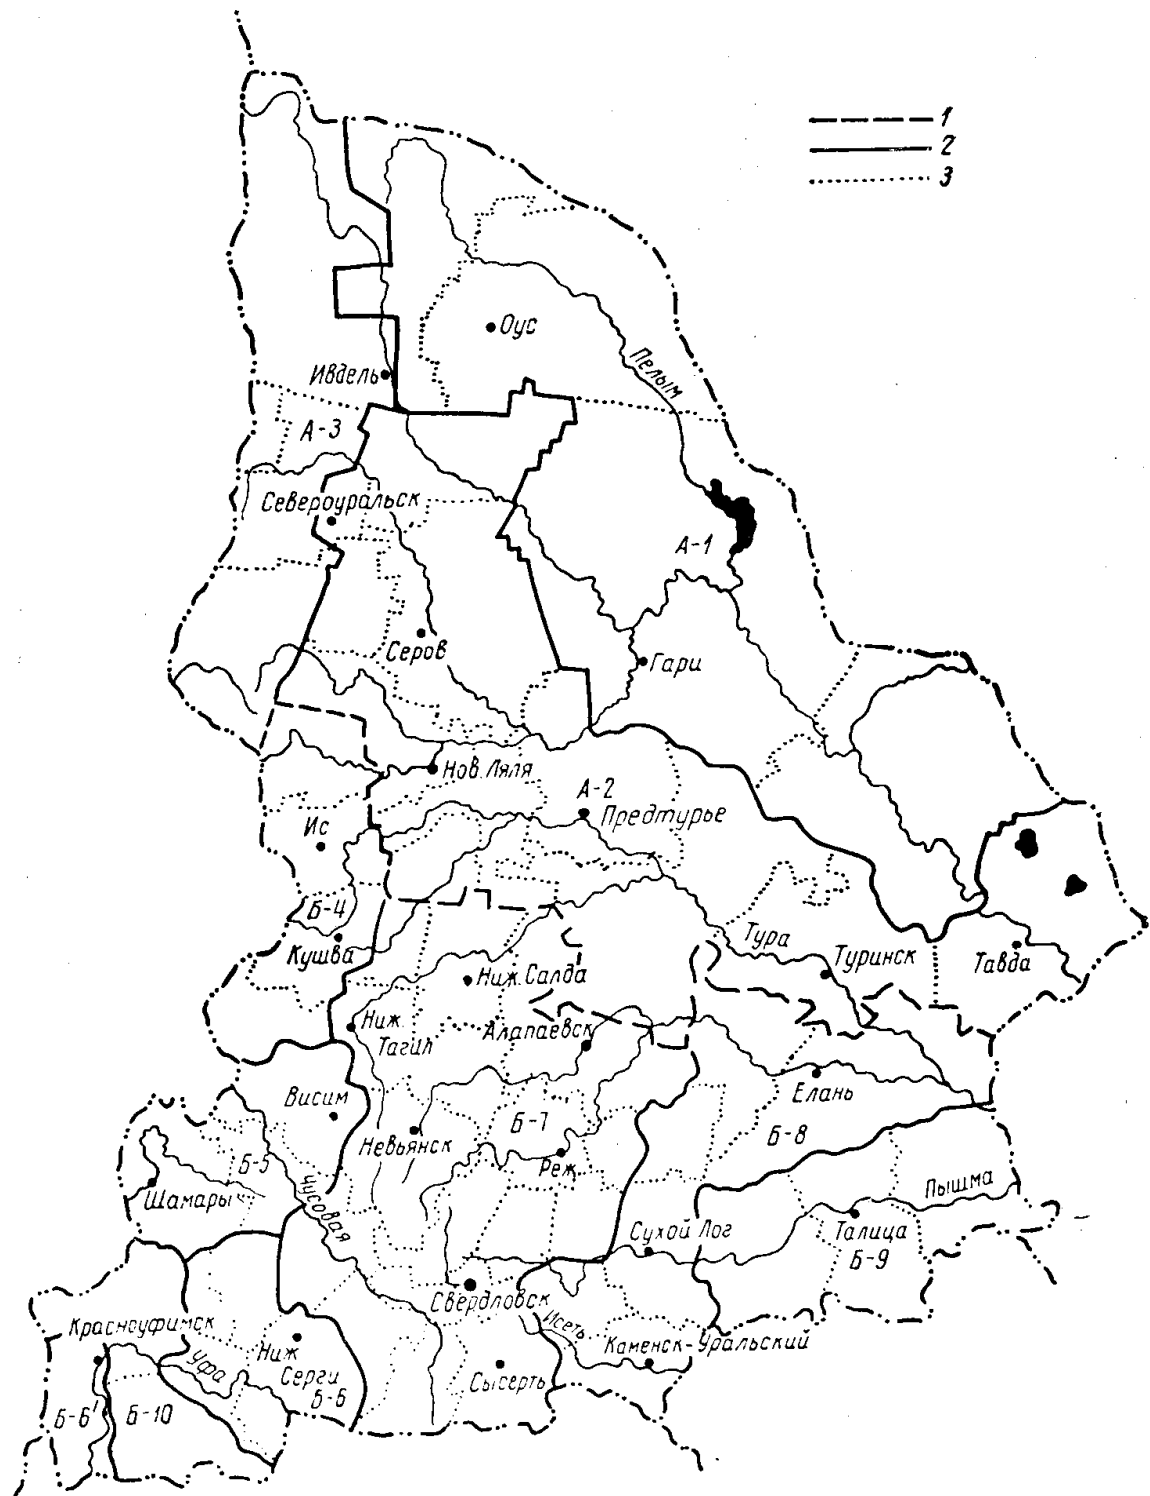 1
2
3
Оус
Пелым
Ивдель
А-3
Североуральск
А-1
Серов
Гари
Нов. Ляля
А-2
Предтурье
Ис
Б-4
Кушва
Тура
Туринск
Тавда
Ниж. Салда
Ниж.
Тагил
Алапаевск
Елань
Висим
Невьянск
Б-7
Б-8
Реж
Б-5
Шамары
Чусовая
Пышма
Сухой Лог
Талица
Б-9
Свердловск
Исеть
Красноуфимск
Каменск-Уральский
Уфа
Ниж
Серги
Б-6
Сысерть
Б-6'
Б-10